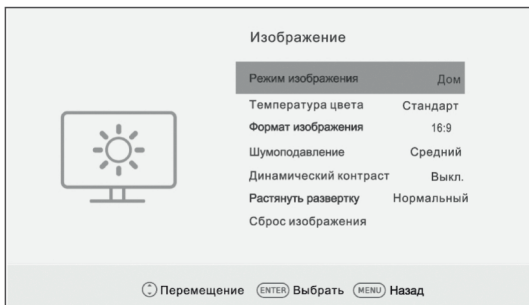 Изображение
Режим изображения Дом
Температура цвета Стандарт
Формат изображения 16:9
Шумоподавление Средний
Динамический контраст Выкл.
Растянуть развертку Нормальный
Сброс изображения
Перемещение ENTER Выбрать MENU Назад